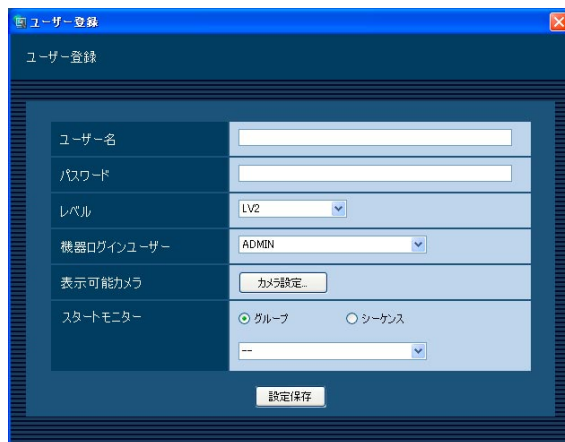 ユーザー登録
ユーザー登録
ユーザー名
パスワード
レベル
LV2
機器ログインユーザー
ADMIN
表示可能カメラ
カメラ設定...
スタートモニター
グループ
シーケンス
--
設定保存